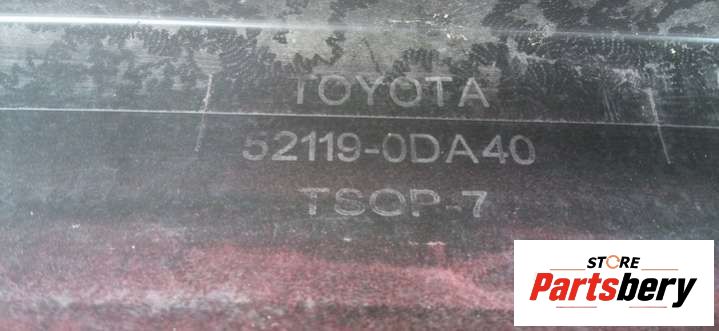 TOYOTA
52119-0DA40
TSOP-7
STORE
Partsbery